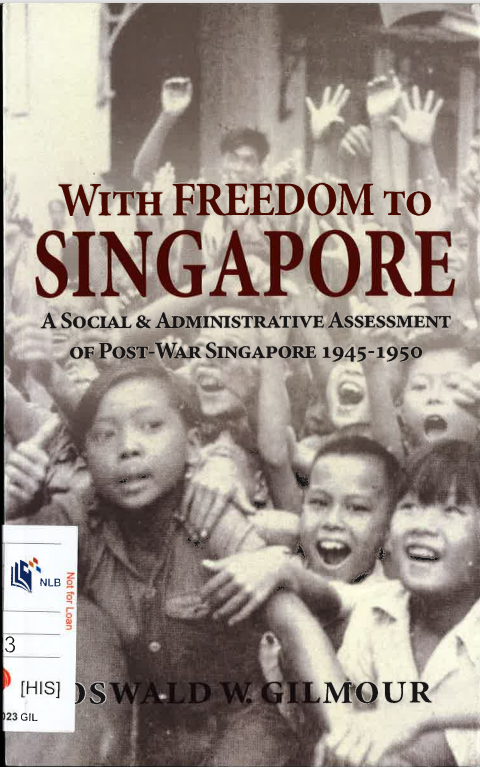 WITH FREEDOM TO
SINGAPORE
A SOCIAL & ADMINISTRATIVE ASSESSMENT
OF POST-WAR SINGAPORE 1945-1950
NLB
Not for Loan
.3
[HIS]
023 GIL
OSWALD W. GILMOUR